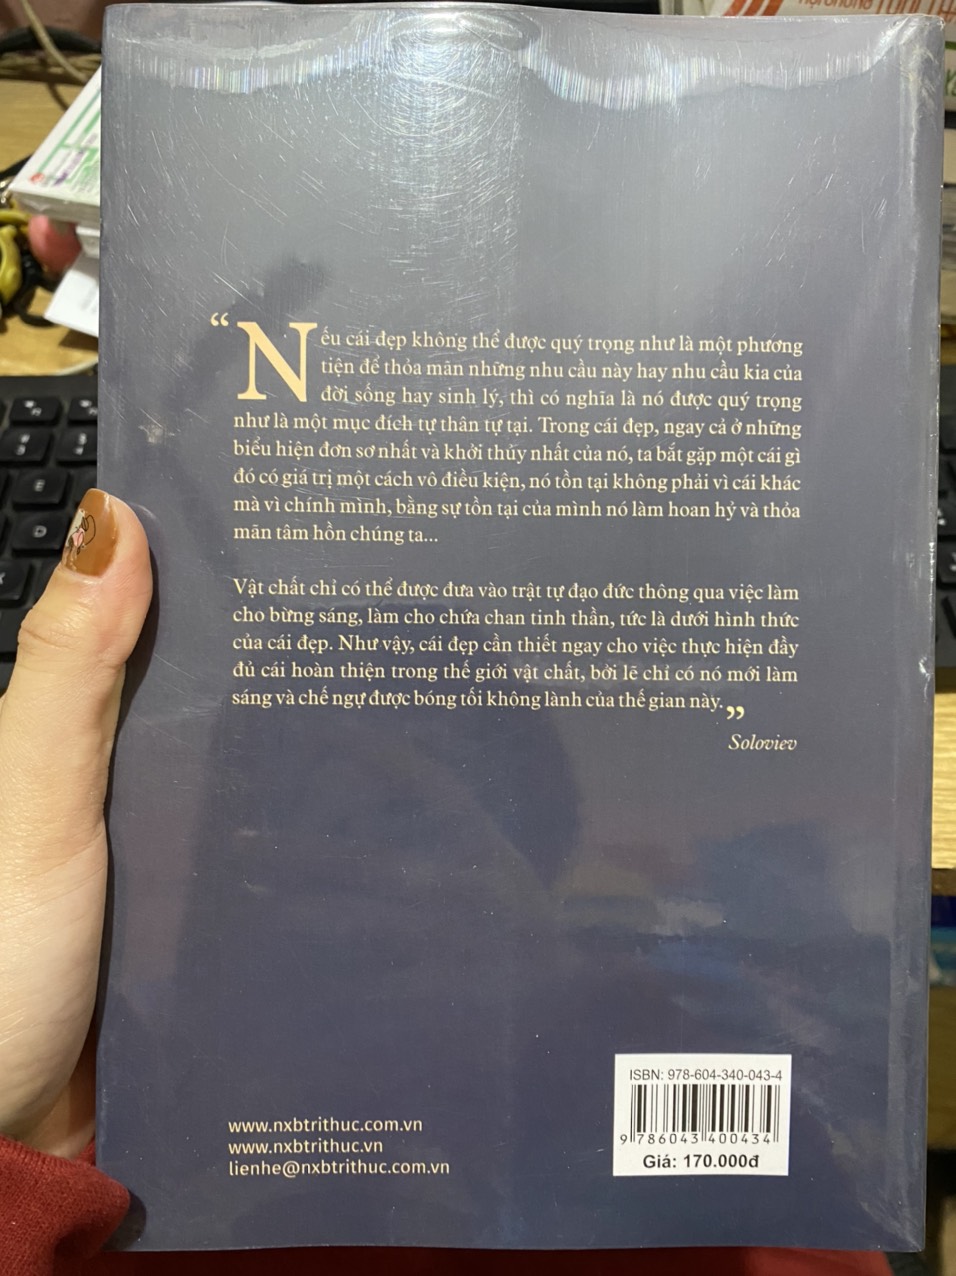 “Nếu cái đẹp không thể được quý trọng như là một phương
tiện để thỏa mãn những nhu cầu này hay nhu cầu kia của
đời sống hay sinh lý, thì có nghĩa là nó được quý trọng
như là một mục đích tự thân tự tại. Trong cái đẹp, ngay cả ở những
biểu hiện đơn sơ nhất và khởi thủy nhất của nó, ta bắt gặp một cái gì
đó có giá trị một cách vô điều kiện, nó tồn tại không phải vì cái khác
mà vì chính mình, bằng sự tồn tại của mình nó làm hoan hỷ và thỏa
mãn tâm hồn chúng ta...
Vật chất chỉ có thể được đưa vào trật tự đạo đức thông qua việc làm
cho bừng sáng, làm cho chứa chan tinh thần, tức là dưới hình thức
của cái đẹp. Như vậy, cái đẹp cần thiết ngay cho việc thực hiện đầy
đủ cái hoàn thiện trong thế giới vật chất, bởi lẽ chỉ có nó mới làm
sáng và chế ngự được bóng tối không lành của thế gian này.”
Soloviev
www.nxbtrithuc.com.vn
www.nxbtrithuc.vn
lienhe@nxbtrithuc.com.vn
ISBN: 978-604-340-043-4
9 786043 400434
Giá: 170.000đ